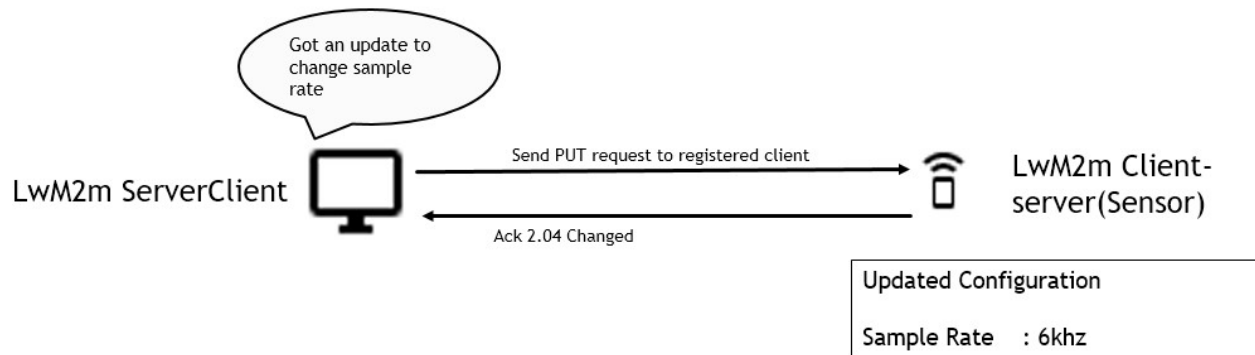 Got an update to
change sample
rate
Send PUT request to registered client
LwM2m ServerClient
LwM2m Client-
server(Sensor)
Ack 2.04 Changed
Updated Configuration
Sample Rate : 6khz